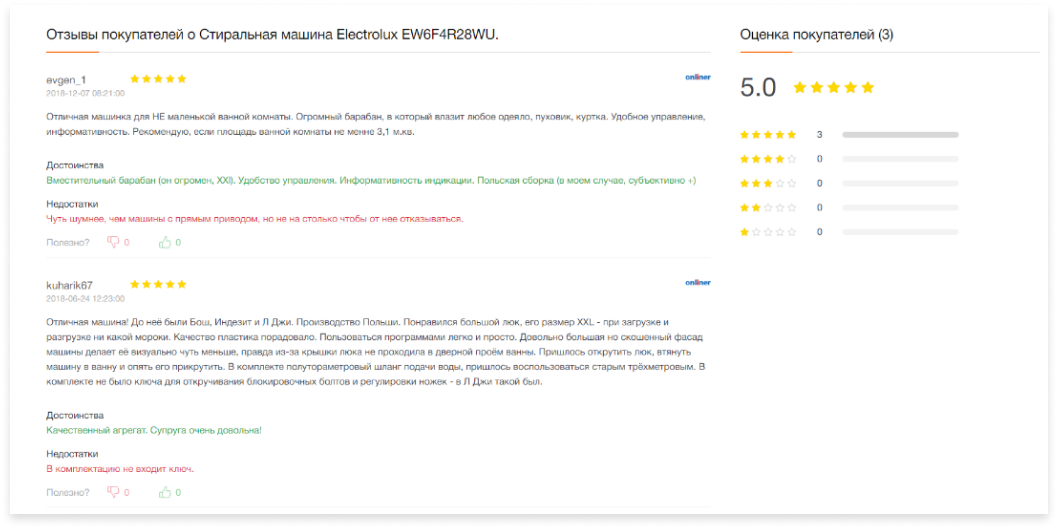 Отзывы покупателей о Стиральная машина Electrolux EW6F4R28WU.
evgen_1
onliner
2018-12-07 08:21:00
Отличная машинка для НЕ маленькой ванной комнаты. Огромный барабан, в который влазит любое одеяло, пуховик, куртка. Удобное управление,
информативность. Рекомендую, если площадь ванной комнаты не менне 3,1 м.кв.
Достоинства
Вместительный барабан (он огромен, XXl). Удобство управления. Информативность индикации. Польская сборка (в моем случае, субъективно +)
Недостатки
Чуть шумнее, чем машины с прямым приводом, но не на столько чтобы от нее отказываться.
Полезно? 0 0
kuharik67
onliner
2018-06-24 12:23:00
Отличная машина! До неё были Бош, Индезит и Л Джи. Производство Польши. Понравился большой люк, его размер XXL - при загрузке и
разгрузке ни какой мороки. Качество пластика порадовало. Пользоваться программами легко и просто. Довольно большая но скошенный фасад
машины делает её визуально чуть меньше, правда из-за крышки люка не проходила в дверной проём ванны. Пришлось открутить люк, втянуть
машину в ванну и опять его прикрутить. В комплекте полутораметровый шланг подачи воды, пришлось воспользоваться старым трёхметровым. В
комплекте не было ключа для откручивания блокировочных болтов и регулировки ножек - в Л Джи такой был.
Достоинства
Качественный агрегат. Супруга очень довольна!
Недостатки
В комплектацию не входит ключ.
Полезно? 0 0
Оценка покупателей (3)
5.0
3
0
0
0
0